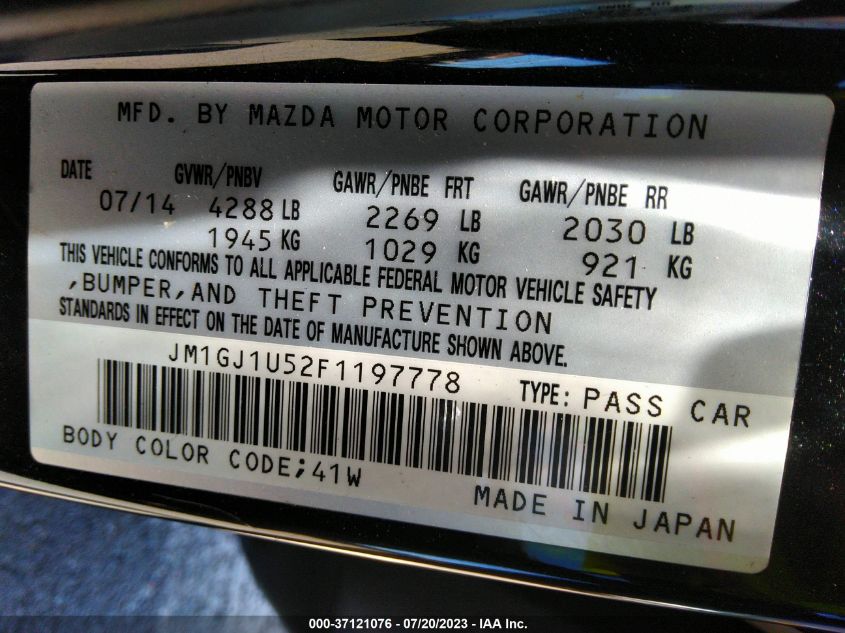 MFD. BY MAZDA MOTOR CORPORATION
DATE GVWR/PNBV GAWR/PNBE FRT GAWR/PNBE RR
07/14 4288 LB 2269 LB 2030 LB
1945 KG 1029 KG 921 KG
THIS VEHICLE CONFORMS TO ALL APPLICABLE FEDERAL MOTOR VEHICLE SAFETY
,BUMPER,AND THEFT PREVENTION
STANDARDS IN EFFECT ON THE DATE OF MANUFACTURE SHOWN ABOVE.
JM1GJ1U52F1197778 TYPE: PASS CAR
BODY COLOR CODE;41W
MADE IN JAPAN
000-37121076 - 07/20/2023 - IAA Inc.